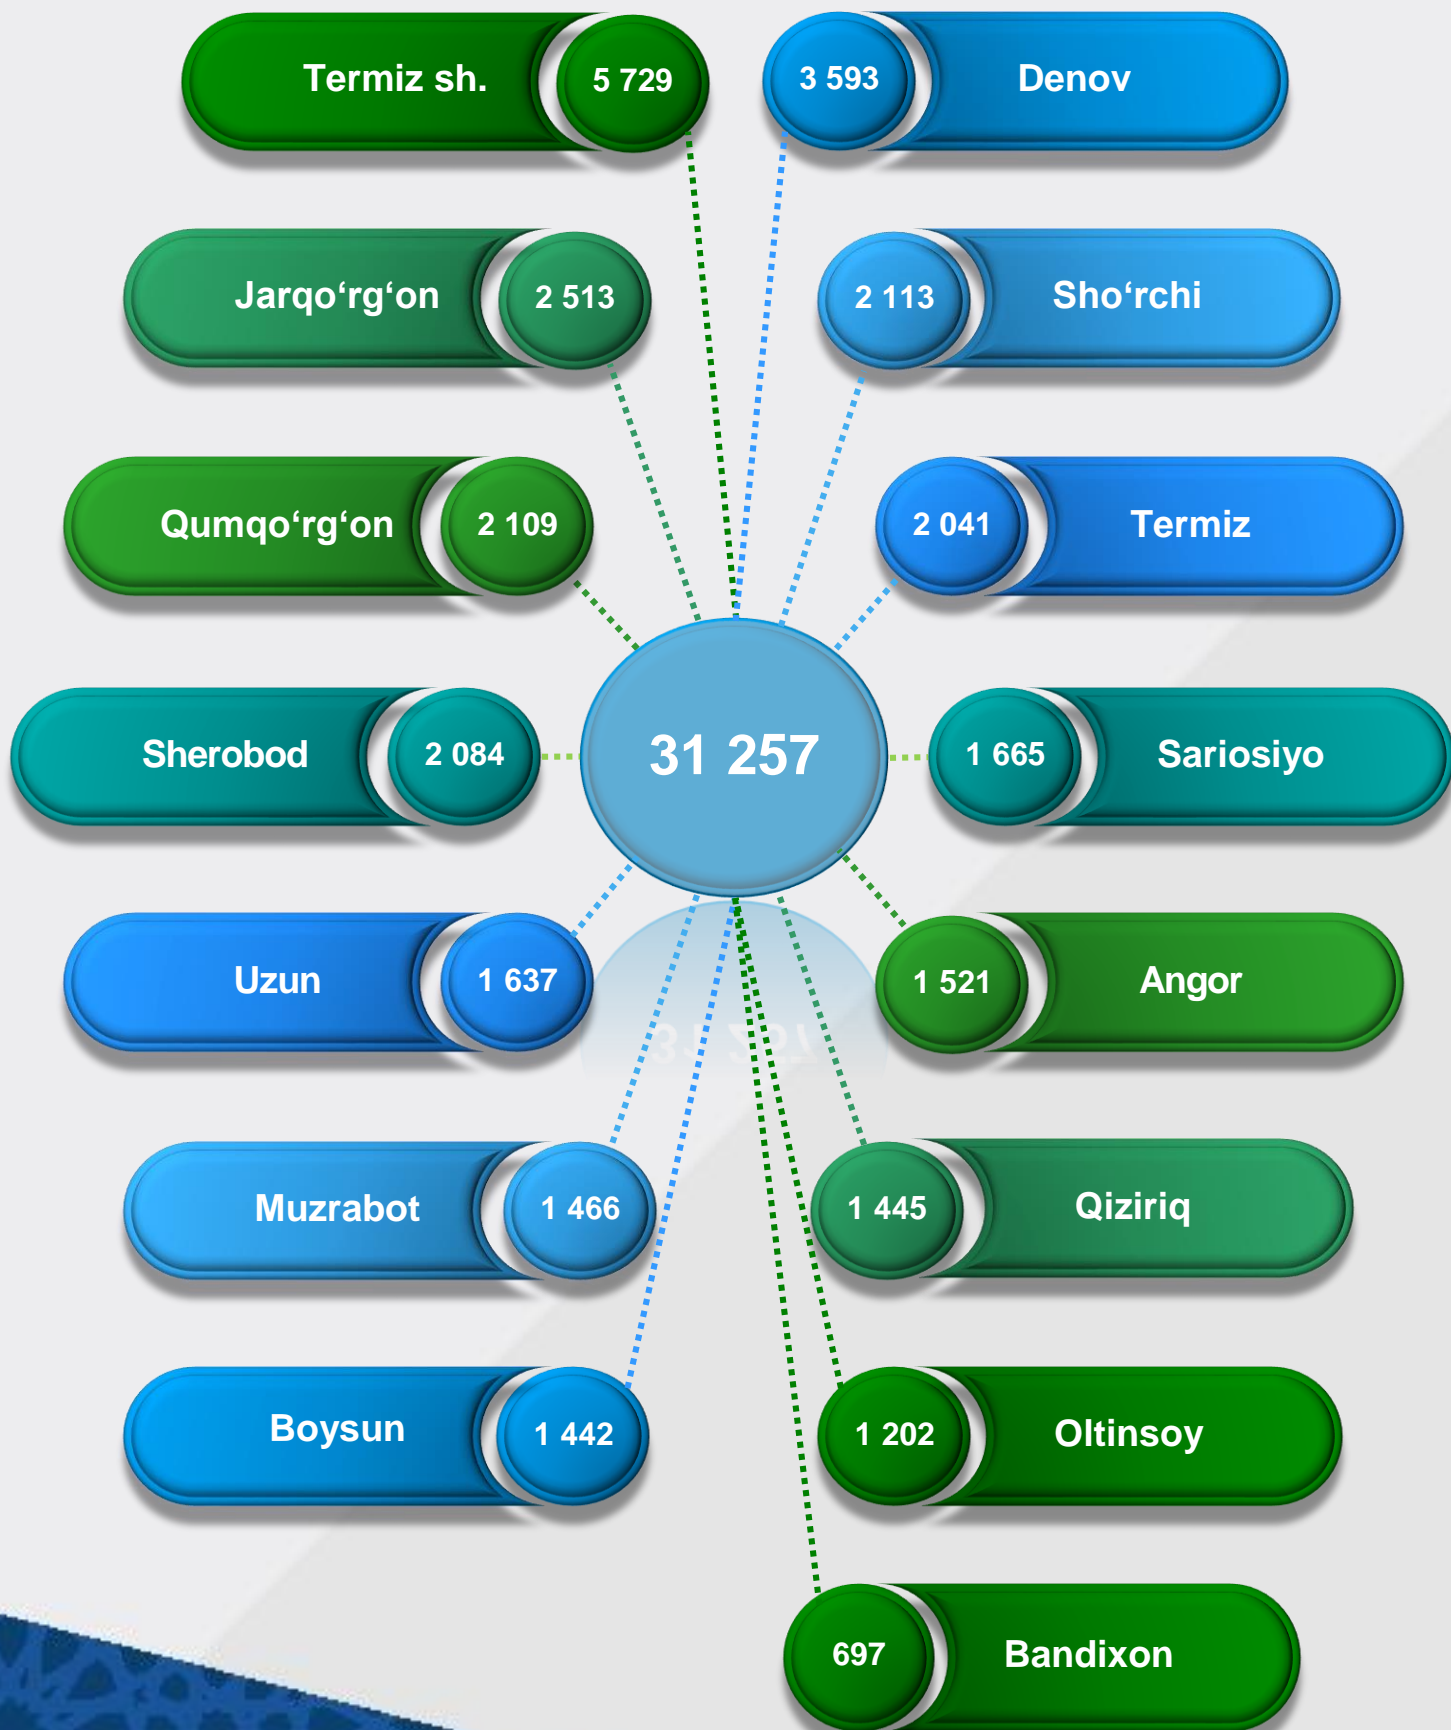 Termiz sh. 5 729
3 593 Denov
Jarqo‘rg‘on 2 513
2 113 Sho‘rchi
Qumqo‘rg‘on 2 109
2 041 Termiz
Sherobod 2 084
31 257
1 665 Sariosiyo
Uzun 1 637
1 521 Angor
31 257
Muzrabot 1 466
1 445 Qiziriq
Boysun 1 442
1 202 Oltinsoy
697 Bandixon